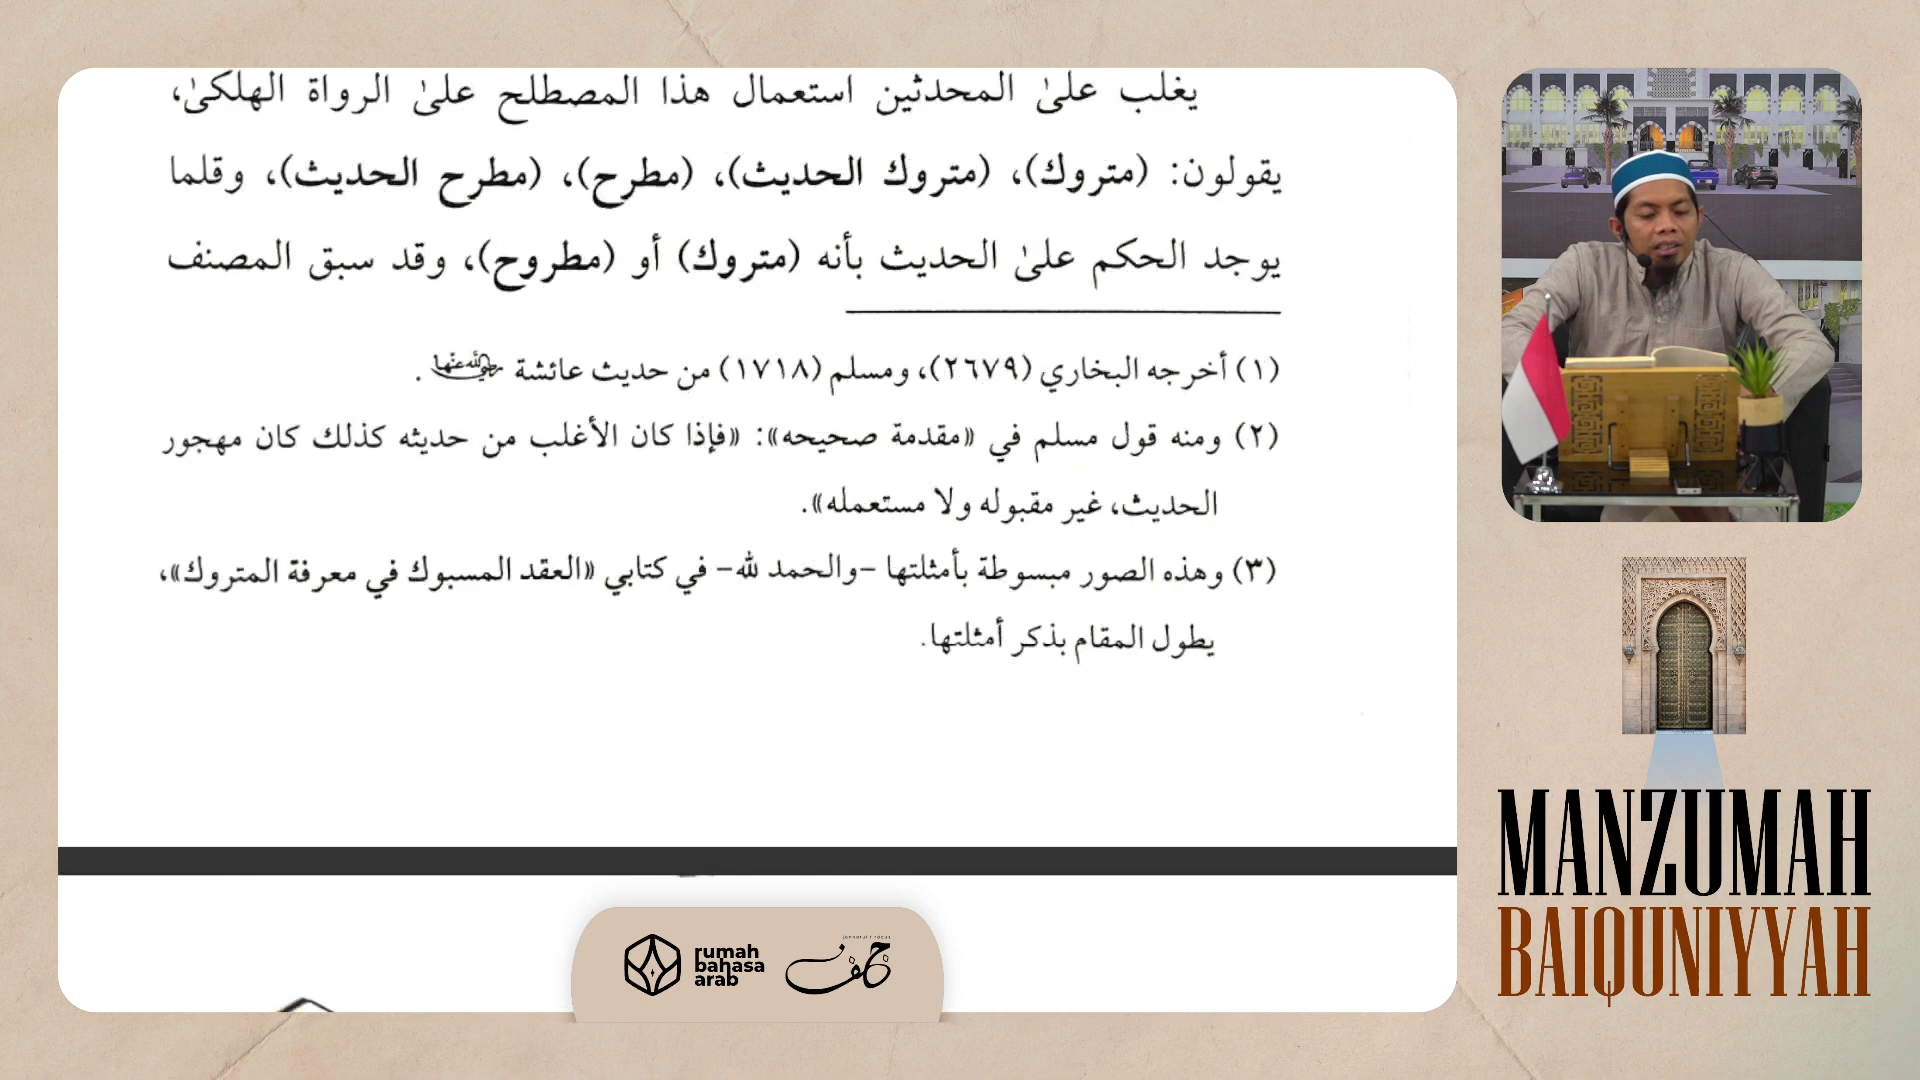 يغلب علىٰ المحدثين استعمال هذا المصطلح علىٰ الرواة الهلكىٰ،
يقولون: (متروك)، (متروك الحديث)، (مطرح)، (مطرح الحديث)، وقلما
يوجد الحكم علىٰ الحديث بأنه (متروك) أو (مطروح)، وقد سبق المصنف
(١) أخرجه البخاري (٢٦٧٩)، ومسلم (١٧١٨) من حديث عائشة رضي الله عنها .
(٢) ومنه قول مسلم في «مقدمة صحيحه»: «فإذا كان الأغلب من حديثه كذلك كان مهجور
الحديث، غير مقبوله ولا مستعمله».
(٣) وهذه الصور مبسوطة بأمثلتها -والحمد لله- في كتابي «العقد المسبوك في معرفة المتروك»،
يطول المقام بذكر أمثلتها.
rumah
bahasa
arab
MANZUMAH
BAIQUNIYYAH